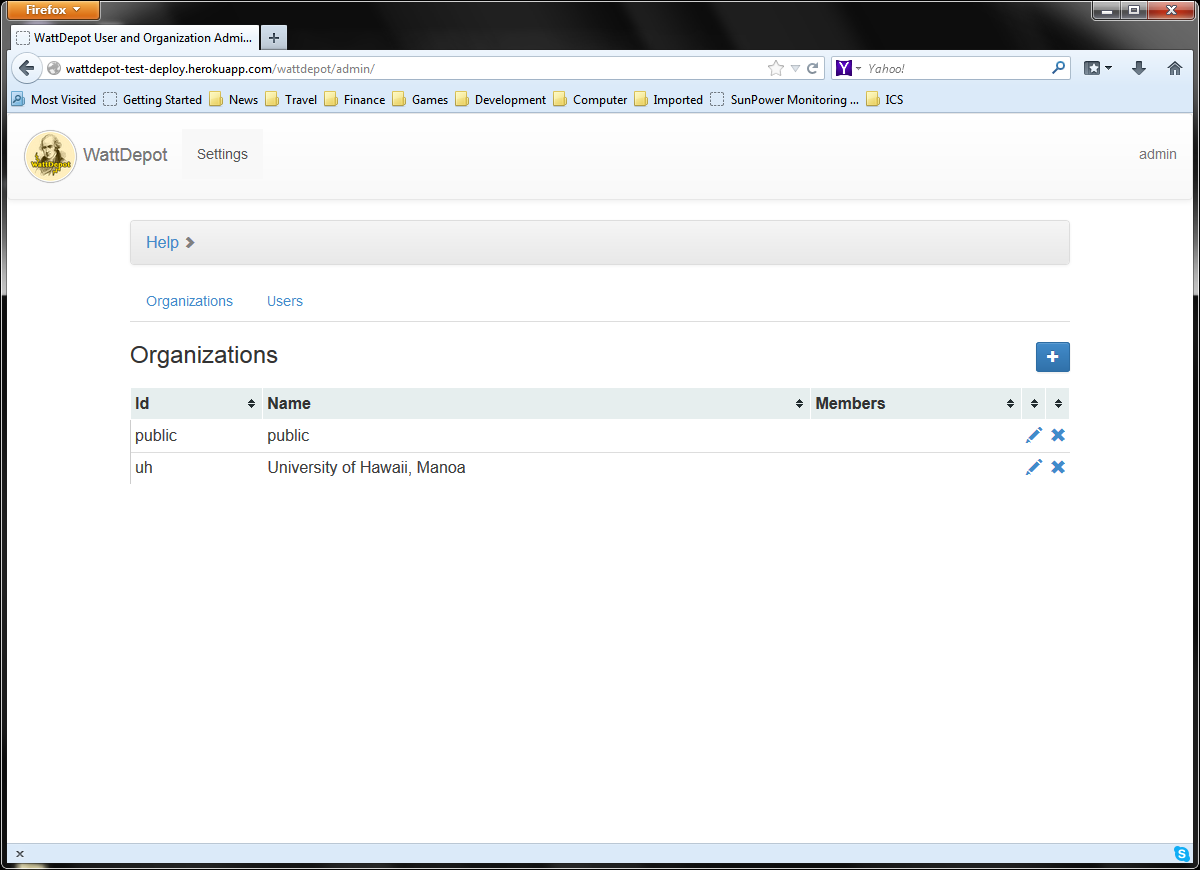 Firefox
WattDepot User and Organization Admi...
wattdepot-test-deploy.herokuapp.com/wattdepot/admin/
Yahoo!
Most Visited Getting Started News Travel Finance Games Development Computer Imported SunPower Monitoring ... ICS
WattDepot WattDepot Settings admin
Help
Organizations Users
Organizations
Id Name Members
public public
uh University of Hawaii, Manoa